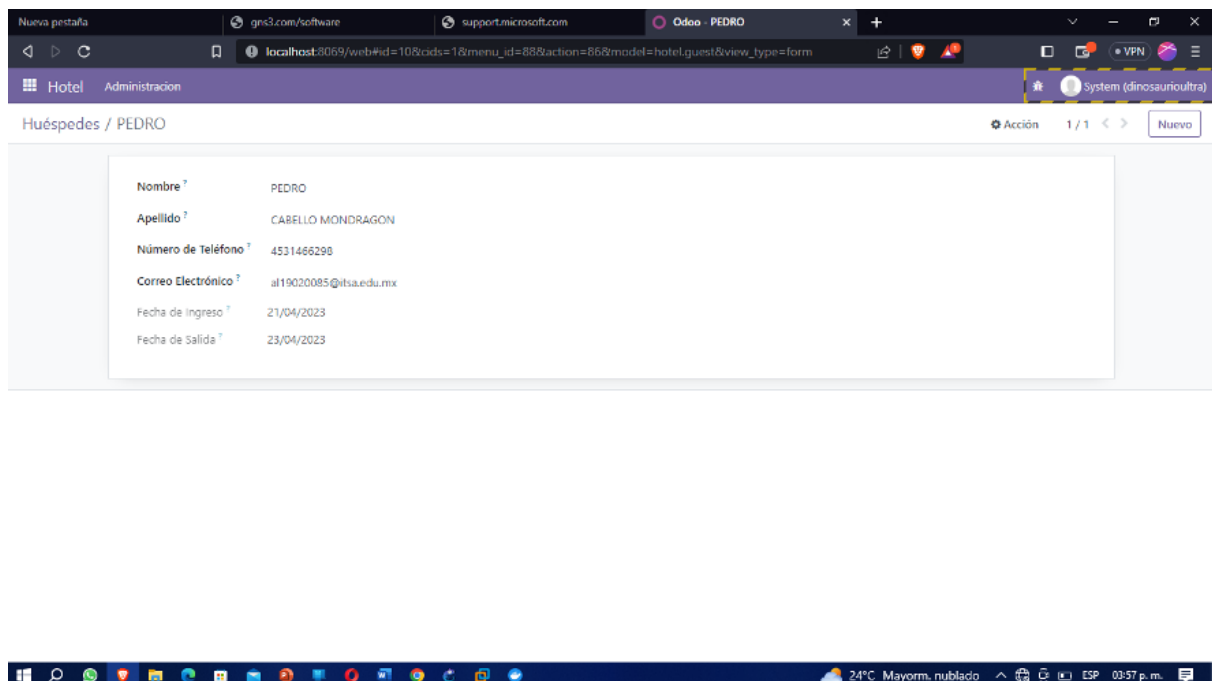 Nueva pestaña gns3.com/software support.microsoft.com Odoo - PEDRO × +
localhost:8069/web#id=10&cids=1&menu_id=88&action=86&model=hotel.guest&view_type=form VPN
Hotel Administracion System (dinosaurioultra)
Huéspedes / PEDRO Acción 1 / 1 < > Nuevo
Nombre ? PEDRO
Apellido ? CABELLO MONDRAGON
Número de Teléfono ? 4531466298
Correo Electrónico ? al19020085@itsa.edu.mx
Fecha de Ingreso ? 21/04/2023
Fecha de Salida ? 23/04/2023
24°C Mayorm. nublado ESP 03:57 p. m.